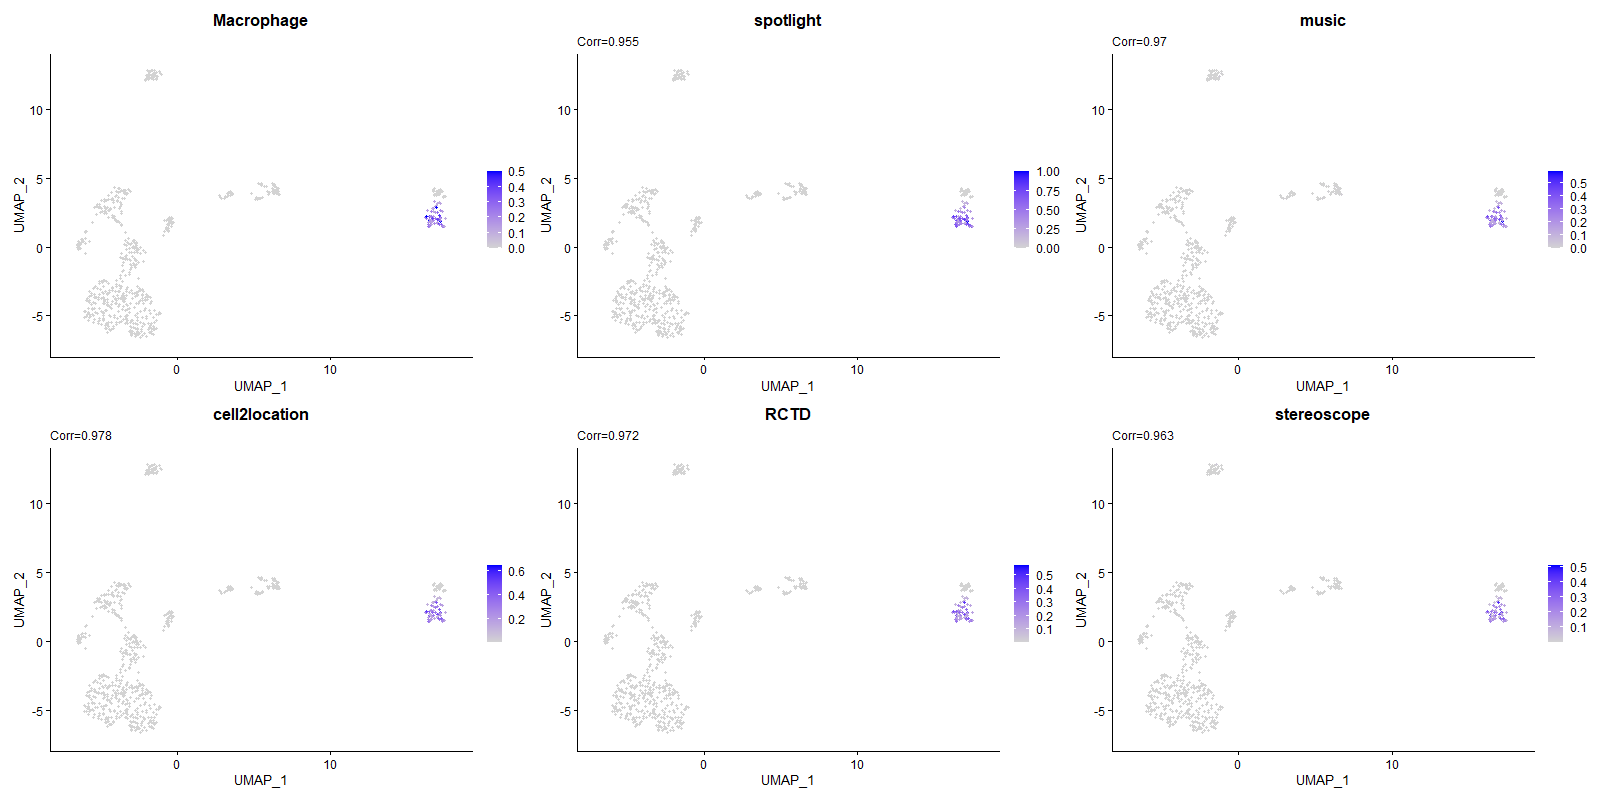 Macrophage
UMAP_2
10
5
0
-5
0
10
UMAP_1
0.5
0.4
0.3
0.2
0.1
0.0
spotlight
Corr=0.955
UMAP_2
10
5
0
-5
0
10
UMAP_1
1.00
0.75
0.50
0.25
0.00
music
Corr=0.97
UMAP_2
10
5
0
-5
0
10
UMAP_1
0.5
0.4
0.3
0.2
0.1
0.0
cell2location
Corr=0.978
UMAP_2
10
5
0
-5
0
10
UMAP_1
0.6
0.4
0.2
RCTD
Corr=0.972
UMAP_2
10
5
0
-5
0
10
UMAP_1
0.5
0.4
0.3
0.2
0.1
stereoscope
Corr=0.963
UMAP_2
10
5
0
-5
0
10
UMAP_1
0.5
0.4
0.3
0.2
0.1